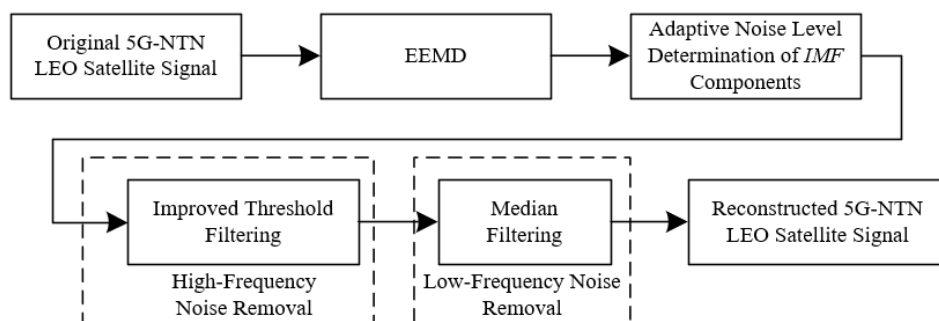 Original 5G-NTN
LEO Satellite Signal
EEMD
Adaptive Noise Level
Determination of IMF
Components
Improved Threshold
Filtering
High-Frequency
Noise Removal
Median
Filtering
Low-Frequency Noise
Removal
Reconstructed 5G-NTN
LEO Satellite Signal